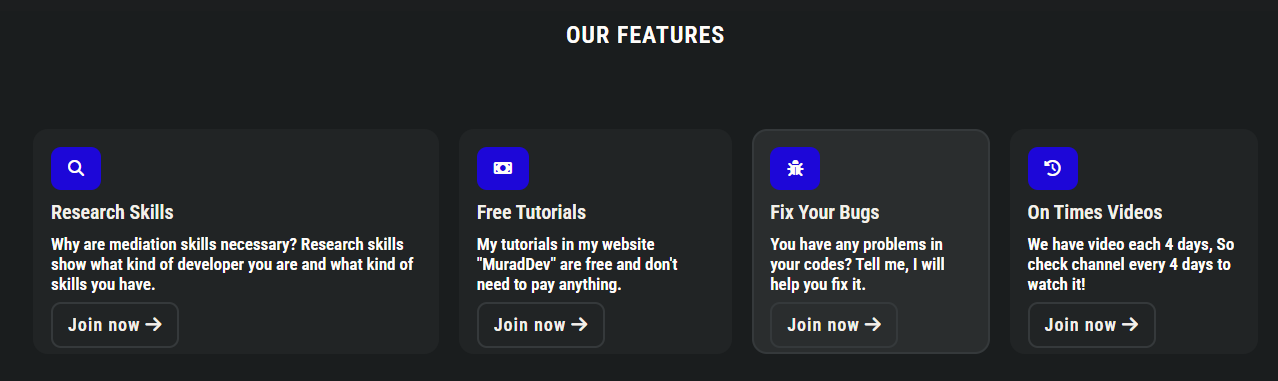 OUR FEATURES
Research Skills
Why are mediation skills necessary? Research skills
show what kind of developer you are and what kind of
skills you have.
Join now
Free Tutorials
My tutorials in my website
"MuradDev" are free and don't
need to pay anything.
Join now
Fix Your Bugs
You have any problems in
your codes? Tell me, I will
help you fix it.
Join now
On Times Videos
We have video each 4 days, So
check channel every 4 days to
watch it!
Join now